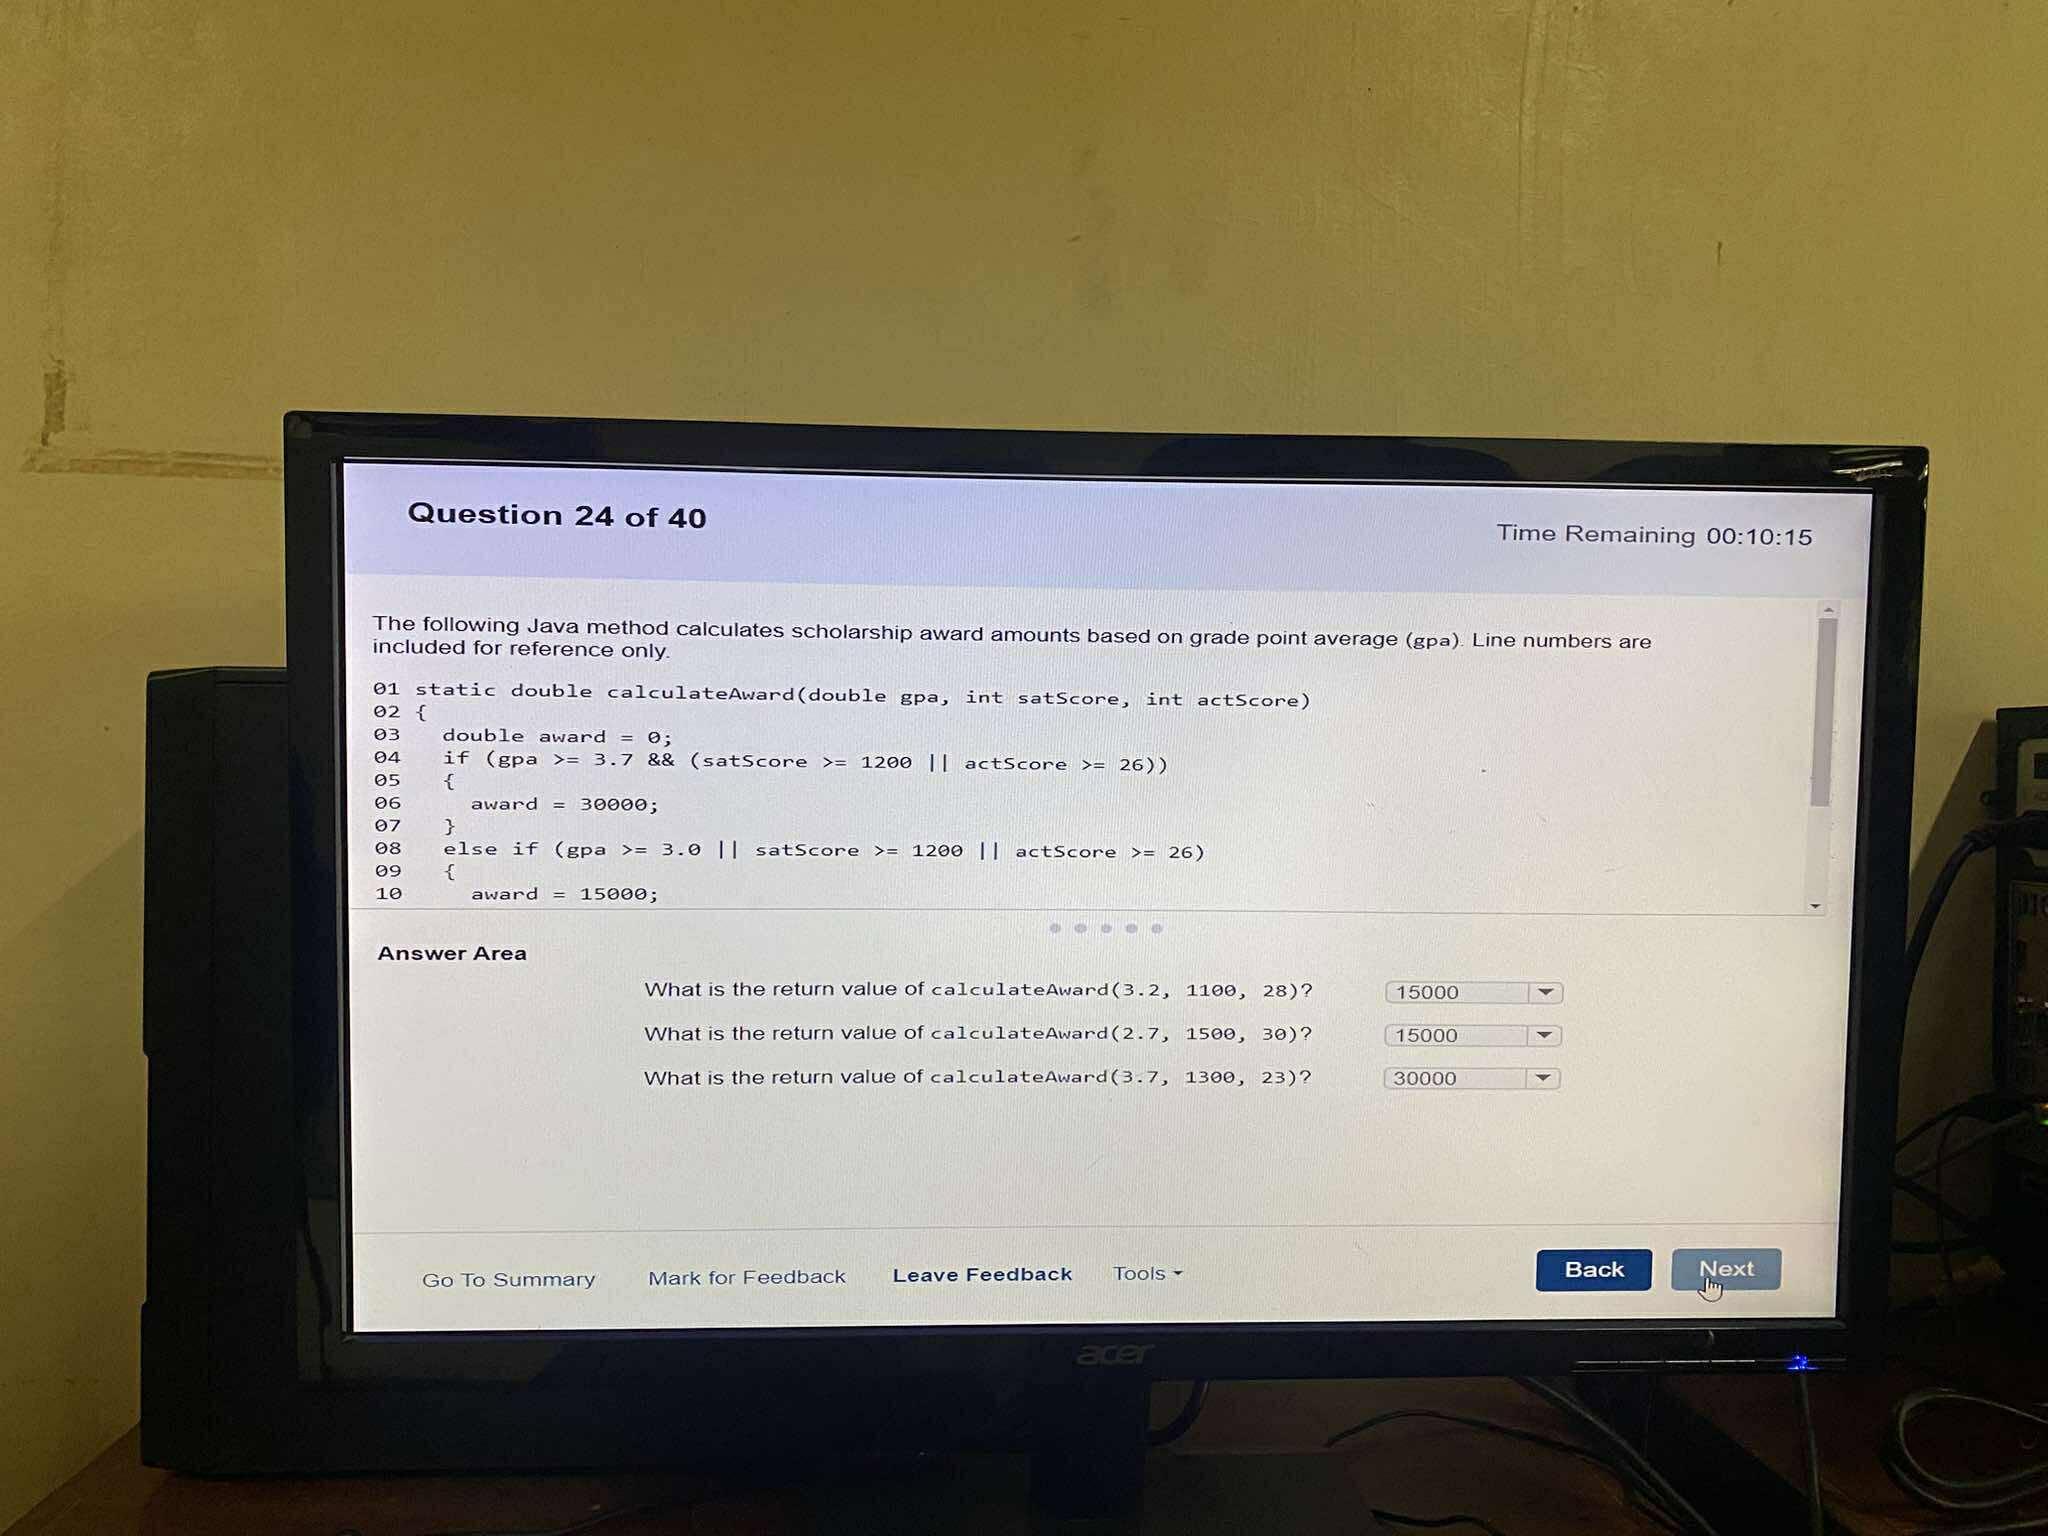 Question 24 of 40
Time Remaining 00:10:15
The following Java method calculates scholarship award amounts based on grade point average (gpa). Line numbers are
included for reference only.
01 static double calculateAward(double gpa, int satScore, int actScore)
02 {
03 double award = 0;
04 if (gpa >= 3.7 && (satScore >= 1200 || actScore >= 26))
05 {
06 award = 30000;
07 }
08 else if (gpa >= 3.0 || satScore >= 1200 || actScore >= 26)
09 {
10 award = 15000;
Answer Area
What is the return value of calculateAward(3.2, 1100, 28)? 15000
What is the return value of calculateAward(2.7, 1500, 30)? 15000
What is the return value of calculateAward(3.7, 1300, 23)? 30000
Go To Summary Mark for Feedback Leave Feedback Tools Back Next
acer